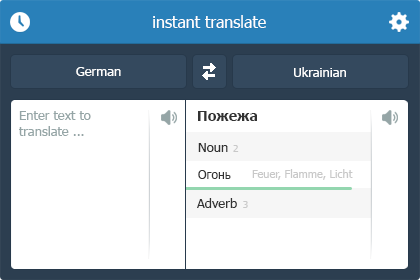 instant translate
German
Ukrainian
Enter text to
translate ...
Пожежа
Noun 2
Огонь Feuer, Flamme, Licht
Adverb 3